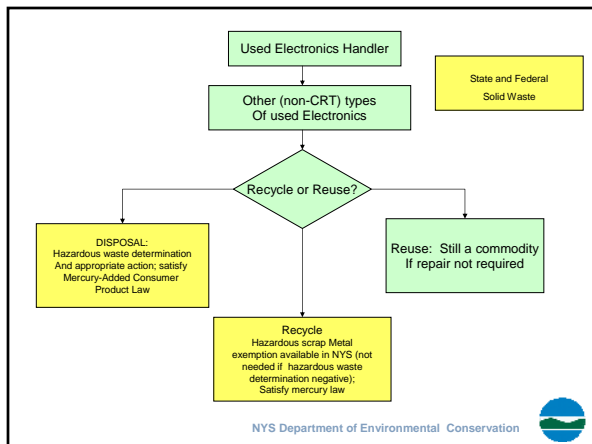 Used Electronics Handler
State and Federal
Solid Waste
Other (non-CRT) types
Of used Electronics
Recycle or Reuse?
DISPOSAL:
Hazardous waste determination
And appropriate action; satisfy
Mercury-Added Consumer
Product Law
Reuse: Still a commodity
If repair not required
Recycle
Hazardous scrap Metal
exemption available in NYS (not
needed if hazardous waste
determination negative);
Satisfy mercury law
NYS Department of Environmental Conservation